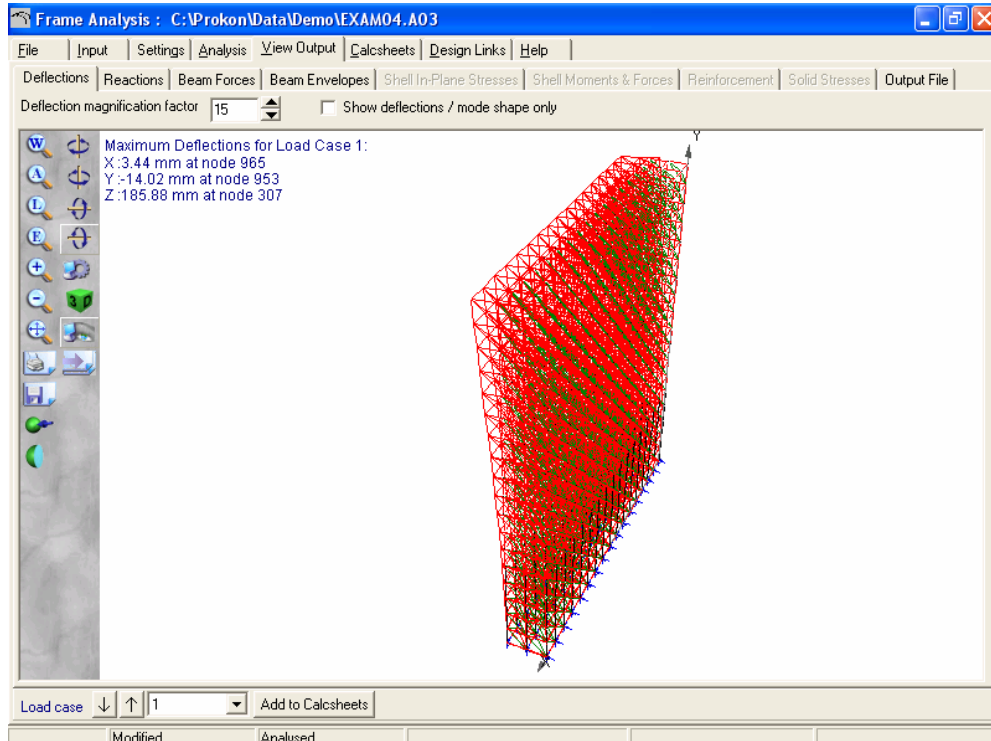 Frame Analysis : C:\Prokon\Data\Demo\EXAM04.A03
File Input Settings Analysis View Output Calcsheets Design Links Help
Deflections Reactions Beam Forces Beam Envelopes Shell In-Plane Stresses Shell Moments & Forces Reinforcement Solid Stresses Output File
Deflection magnification factor 15 Show deflections / mode shape only
W
A
L
E
3D
Maximum Deflections for Load Case 1:
X :3.44 mm at node 965
Y :-14.02 mm at node 953
Z :185.88 mm at node 307
Y
Load case 1 Add to Calcsheets
Modified Analysed